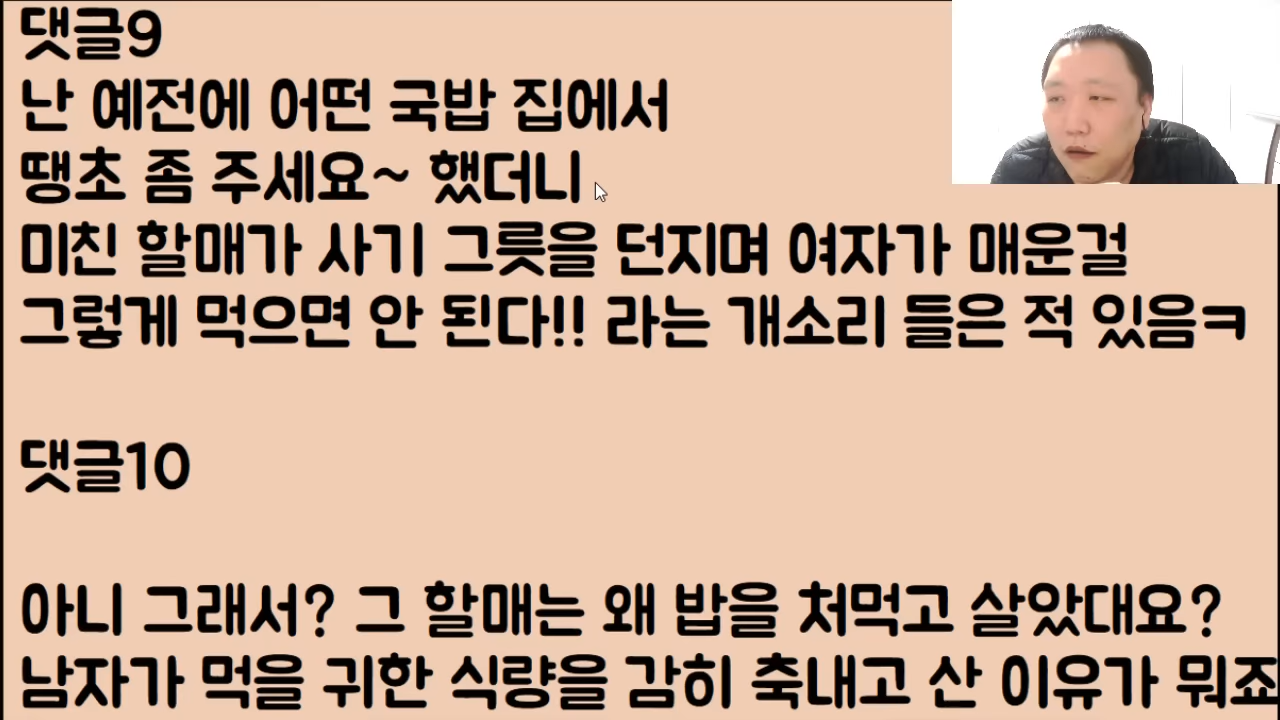 댓글9
난 예전에 어떤 국밥 집에서
땡초 좀 주세요~ 했더니
미친 할매가 사기 그릇을 던지며 여자가 매운걸
그렇게 먹으면 안 된다!! 라는 개소리 들은 적 있음ㅋ
댓글10
아니 그래서? 그 할매는 왜 밥을 처먹고 살았대요?
남자가 먹을 귀한 식량을 감히 축내고 산 이유가 뭐죠